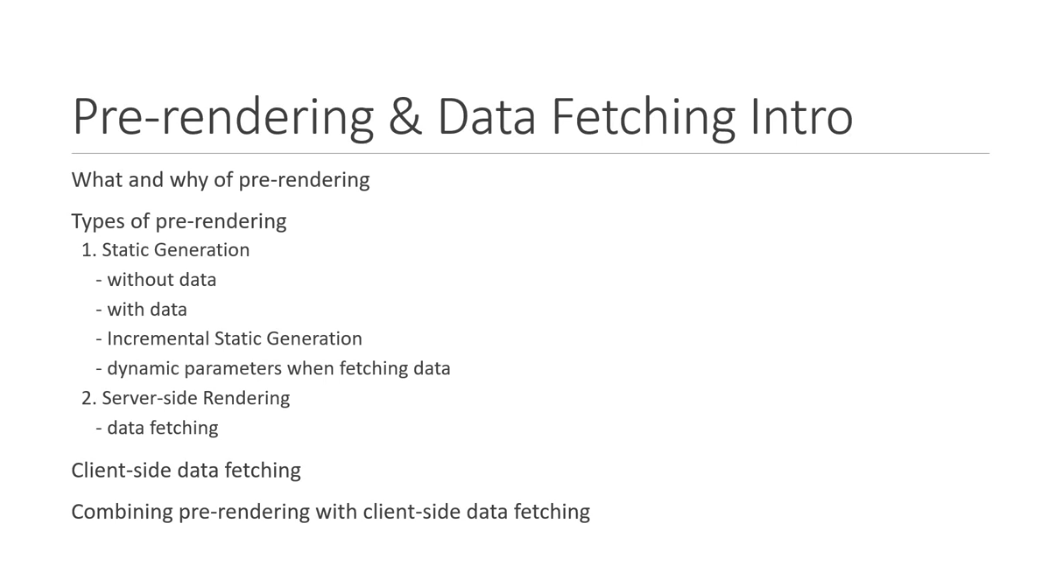 Pre-rendering & Data Fetching Intro
What and why of pre-rendering
Types of pre-rendering
1. Static Generation
- without data
- with data
- Incremental Static Generation
- dynamic parameters when fetching data
2. Server-side Rendering
- data fetching
Client-side data fetching
Combining pre-rendering with client-side data fetching